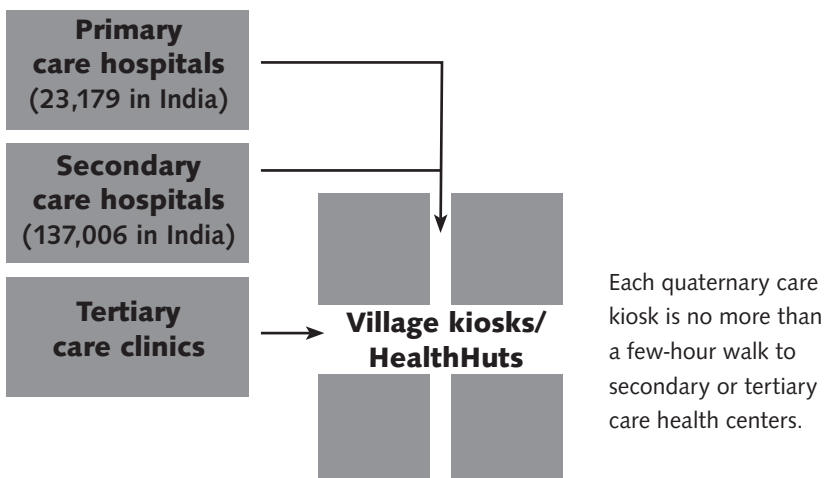 Primary
care hospitals
(23,179 in India)
Secondary
care hospitals
(137,006 in India)
Tertiary
care clinics
Village kiosks/
HealthHuts
Each quaternary care
kiosk is no more than
a few-hour walk to
secondary or tertiary
care health centers.